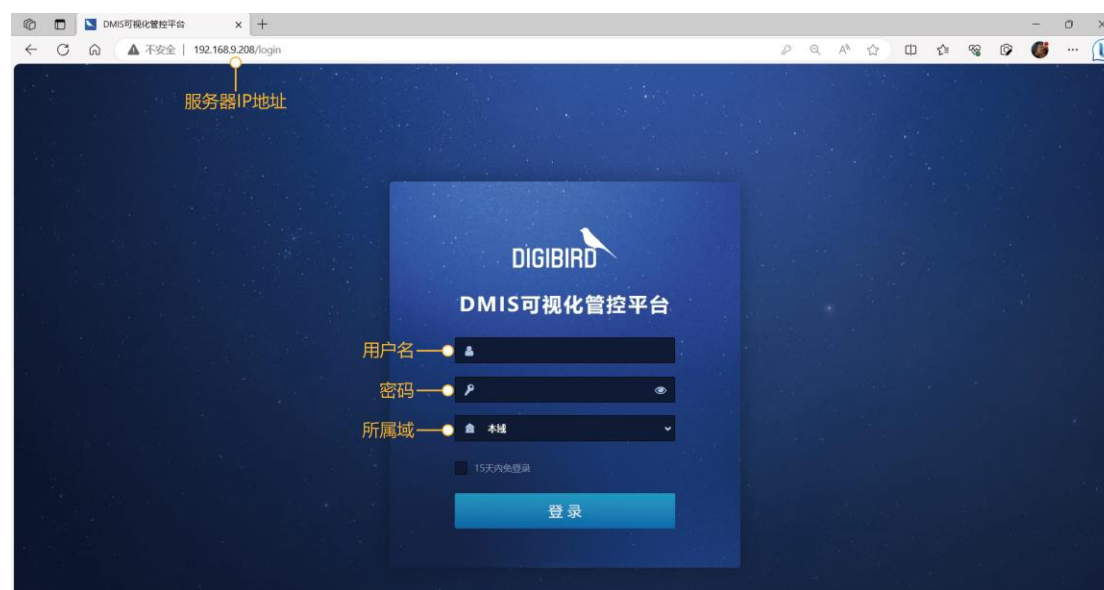 DMIS可视化管控平台
不安全 | 192.168.9.208/login
服务器IP地址
DIGIBIRD
DMIS可视化管控平台
用户名
密码
所属域
本域
15天内免登录
登录